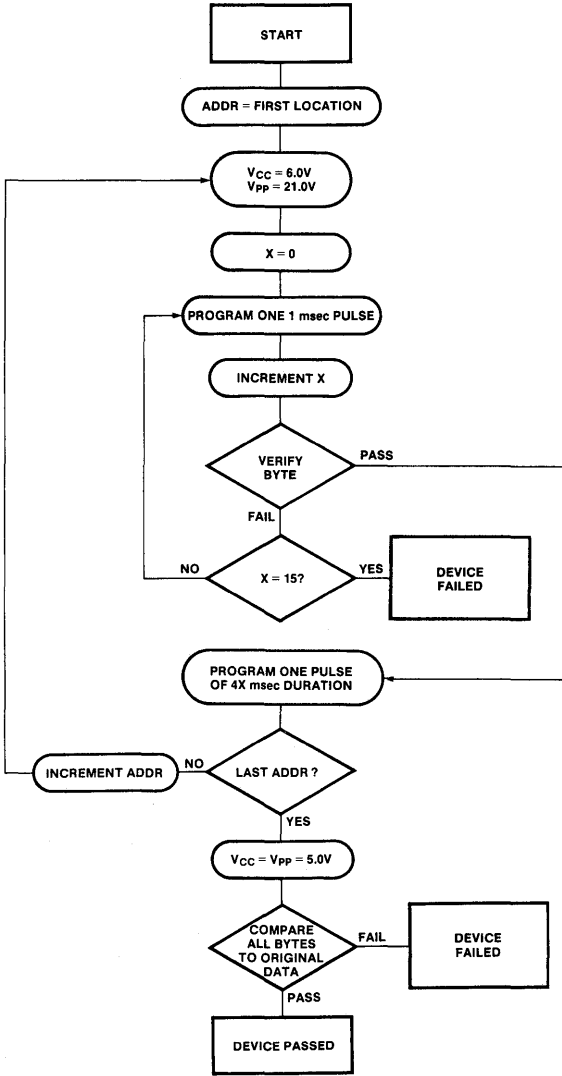 START
ADDR = FIRST LOCATION
VCC = 6.0V
VPP = 21.0V
X = 0
PROGRAM ONE 1 msec PULSE
INCREMENT X
VERIFY
BYTE
PASS
FAIL
X = 15?
NO
YES
DEVICE
FAILED
PROGRAM ONE PULSE
OF 4X msec DURATION
LAST ADDR ?
NO
INCREMENT ADDR
YES
VCC = VPP = 5.0V
COMPARE
ALL BYTES
TO ORIGINAL
DATA
FAIL
DEVICE
FAILED
PASS
DEVICE PASSED